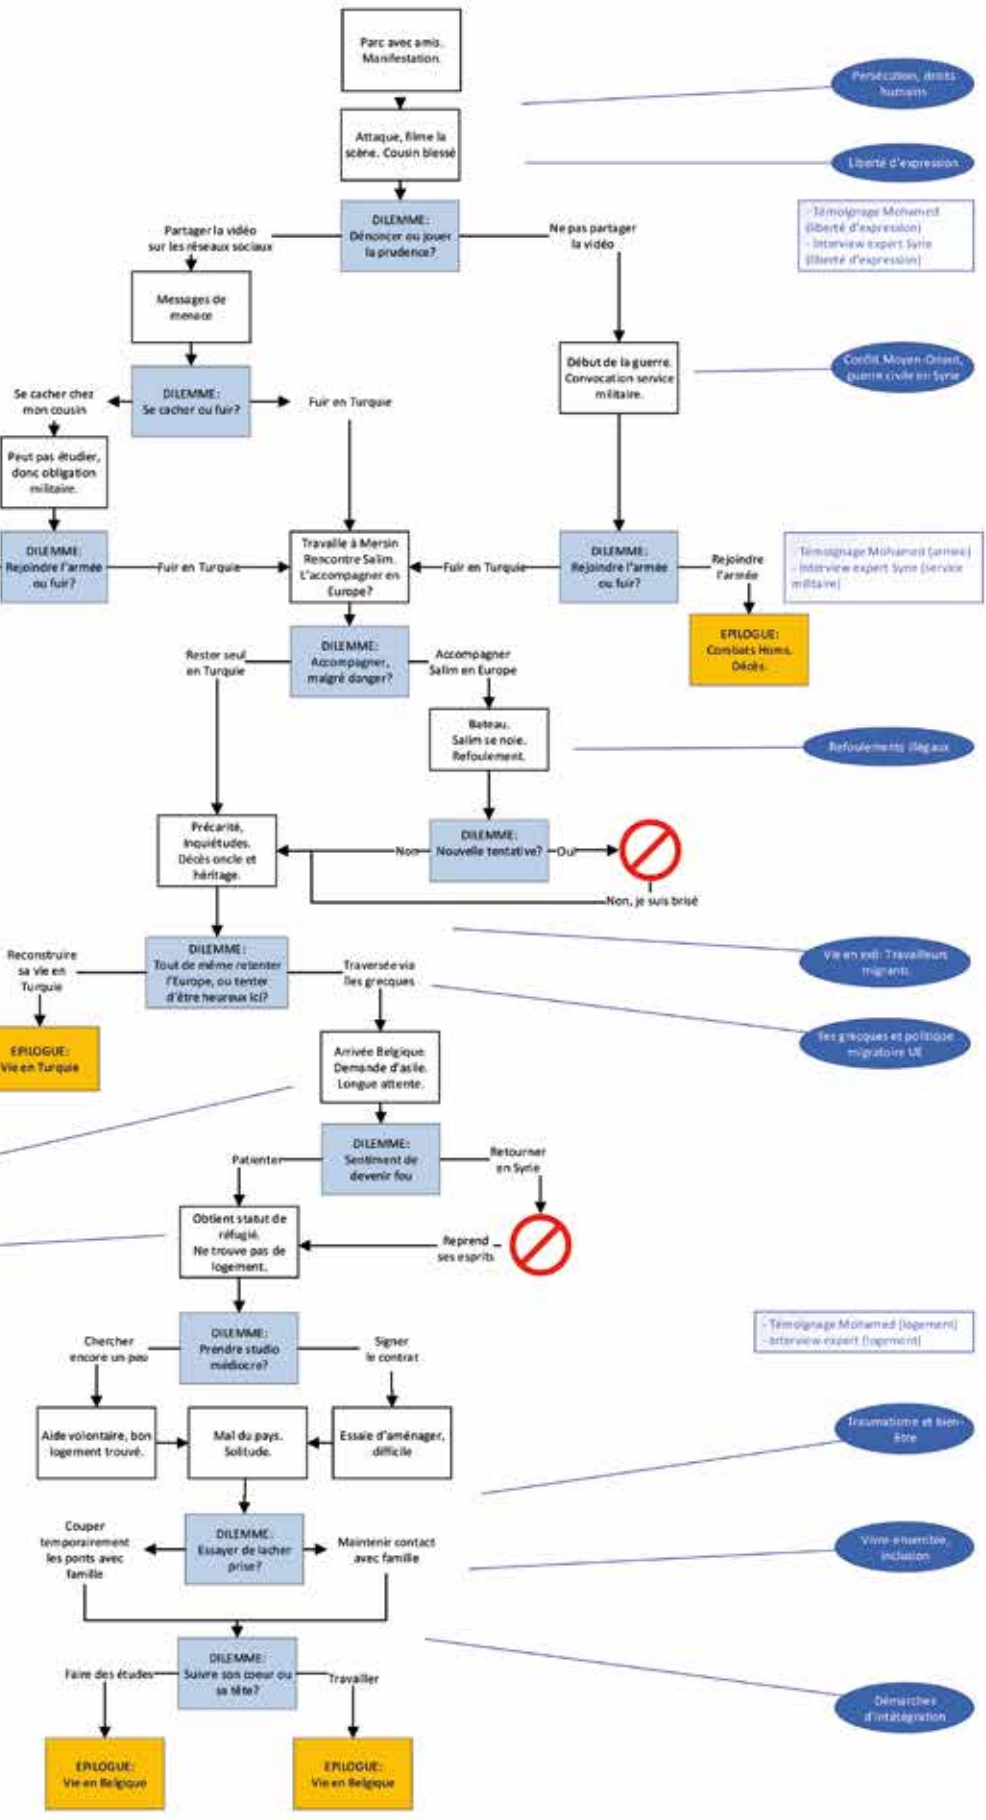 Parc avec amis.
Manifestation.
Persécution, droits
humains
Attaque, filme la
scène. Cousin blessé
Liberté d'expression
DILEMME:
Dénoncer ou jouer
la prudence?
Partager la vidéo
sur les réseaux sociaux
Ne pas partager
la vidéo
- Témoignage Mohamed
(liberté d'expression)
- Interview expert Syrie
(liberté d'expression)
Messages de
menace
Début de la guerre.
Convocation service
militaire.
Conflit Moyen-Orient,
guerre civile en Syrie
DILEMME:
Se cacher ou fuir?
Se cacher chez
mon cousin
Fuir en Turquie
Peut pas étudier,
donc obligation
militaire.
DILEMME:
Rejoindre l'armée
ou fuir?
Fuir en Turquie
Travaille à Mersin
Rencontre Salim.
L'accompagner en
Europe?
Fuir en Turquie
DILEMME:
Rejoindre l'armée
ou fuir?
Rejoindre
l'armée
- Témoignage Mohamed (armée)
- Interview expert Syrie (service
militaire)
EPILOGUE:
Combats Homs.
Décès
DILEMME:
Accompagner,
malgré danger?
Rester seul
en Turquie
Accompagner
Salim en Europe
Bateau.
Salim se noie.
Refoulement.
Refoulements illégaux
Précarité,
Inquiétudes.
Décès oncle et
héritage.
Non
DILEMME:
Nouvelle tentative?
Oui
Non, je suis brisé
Vie en exil: Travailleurs
migrants
Reconstruire
sa vie en
Turquie
DILEMME:
Tout de même retenter
l'Europe, ou tenter
d'être heureux ici?
Traversée via
îles grecques
Iles grecques et politique
migratoire UE
EPILOGUE:
Vie en Turquie
Arrivée Belgique
Demande d'asile.
Longue attente.
DILEMME:
Sentiment de
devenir fou
Patienter
Retourner
en Syrie
Obtient statut de
réfugié.
Ne trouve pas de
logement.
Reprend
ses esprits
DILEMME:
Prendre studio
médiocre?
Chercher
encore un peu
Signer
le contrat
- Témoignage Mohamed (logement)
- Interview expert (logement)
Aide volontaire, bon
logement trouvé.
Mal du pays.
Solitude.
Essaie d'aménager,
difficile
Traumatisme et bien-
être
DILEMME:
Essayer de lacher
prise?
Couper
temporairement
les ponts avec
famille
Maintenir contact
avec famille
Vivre-ensemble,
inclusion
DILEMME:
Suivre son coeur ou
sa tête?
Faire des études
Travailler
Démarches
d'intétégration
EPILOGUE:
Vie en Belgique
EPILOGUE:
Vie en Belgique